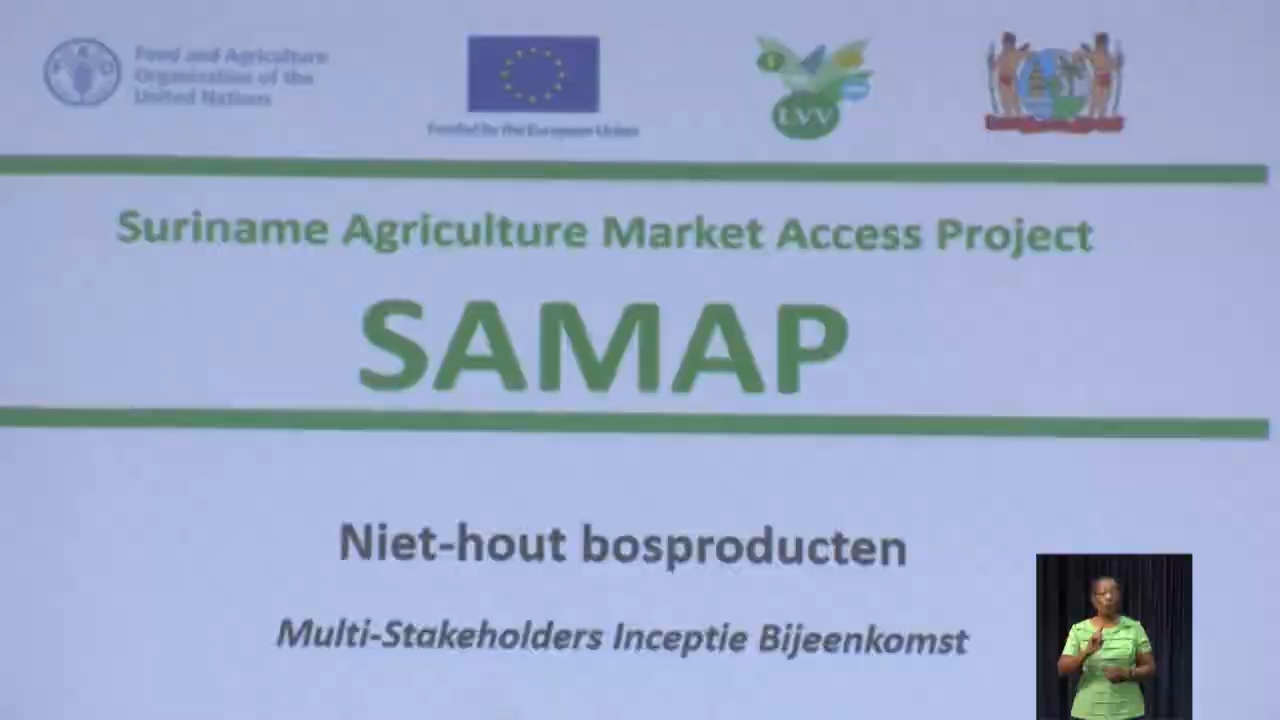 Food and Agriculture
Organization of the
United Nations
Funded by the European Union
LVV
Suriname Agriculture Market Access Project
SAMAP
Niet-hout bosproducten
Multi-Stakeholders Inceptie Bijeenkomst